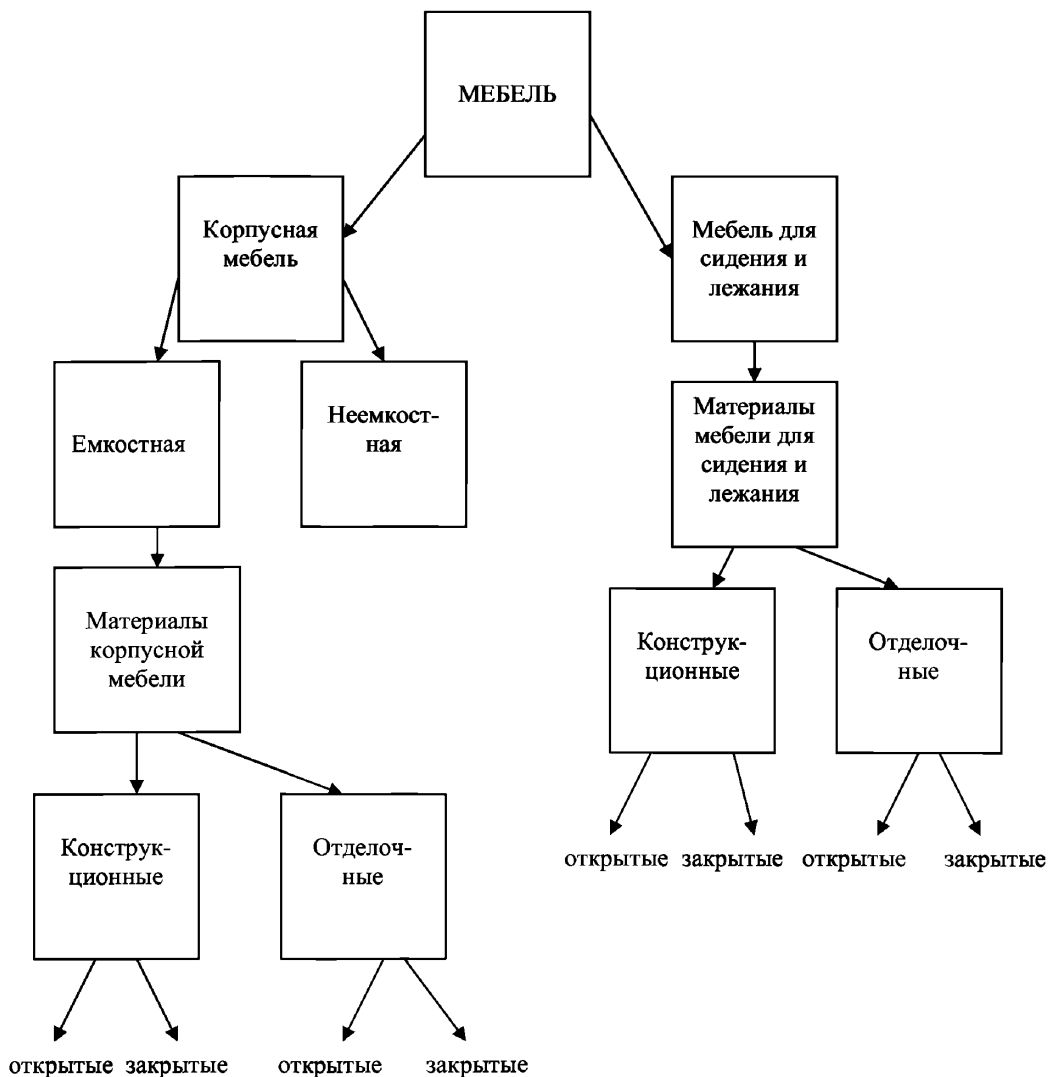 МЕБЕЛЬ
Корпусная
мебель
Мебель для
сидения и
лежания
Емкостная
Неемкост-
ная
Материалы
мебели для
сидения и
лежания
Материалы
корпусной
мебели
Конструк-
ционные
Отделоч-
ные
открытые закрытые открытые закрытые
Конструк-
ционные
Отделоч-
ные
открытые закрытые открытые закрытые